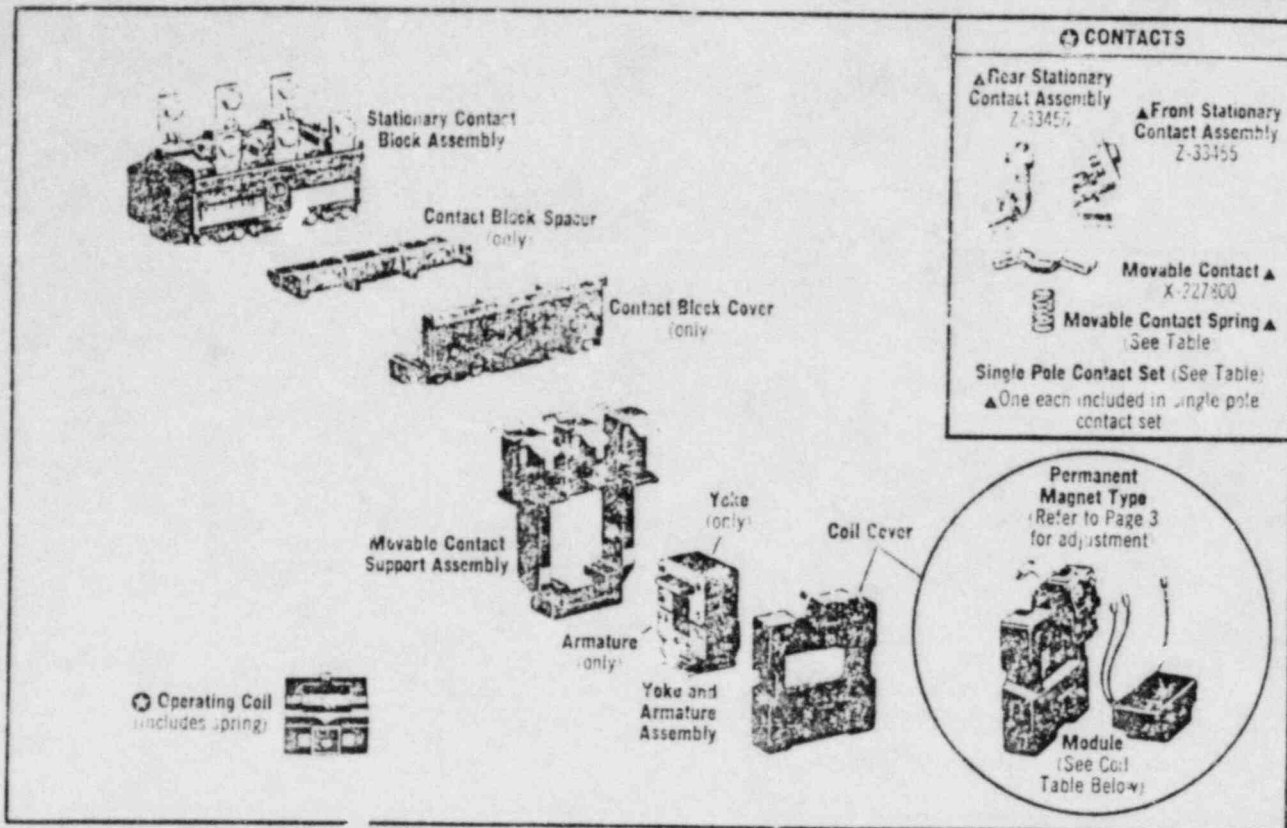 Stationary Contact
Block Assembly
Contact Block Spacer
(only)
Contact Block Cover
(only)
Movable Contact
Support Assembly
Yoke
(only)
Armature
(only)
Yoke and
Armature
Assembly
Coil Cover
✪ Operating Coil
(includes spring)
✪ CONTACTS
▲Rear Stationary
Contact Assembly
▲Front Stationary
Contact Assembly
Z-33455
Movable Contact ▲
X-227800
Movable Contact Spring ▲
(See Table)
Single Pole Contact Set (See Table)
▲One each included in single pole
contact set
Permanent
Magnet Type
(Refer to Page 3
for adjustment)
Module
(See Coil
Table Below)